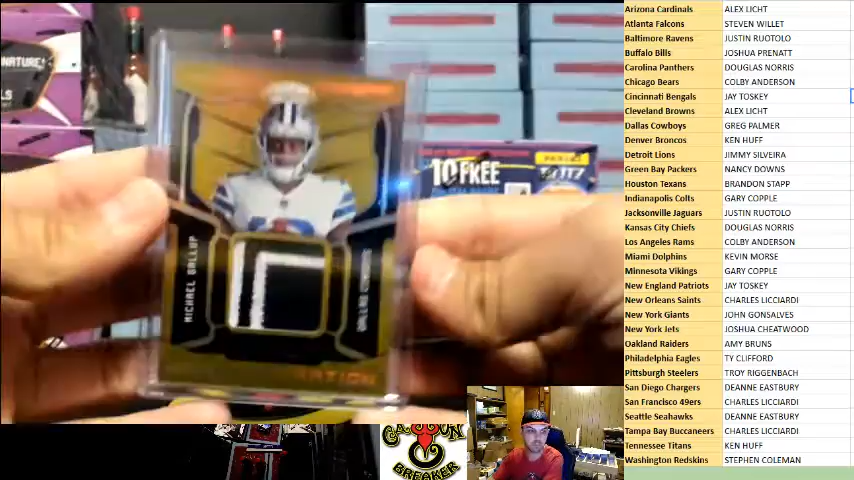 NATURE
LS
10 FREE
PANINI
MICHAEL GALLUP
DALLAS COWBOYS
CARTOON
BREAKER
Arizona Cardinals ALEX LICHT
Atlanta Falcons STEVEN WILLET
Baltimore Ravens JUSTIN RUOTOLO
Buffalo Bills JOSHUA PRENATT
Carolina Panthers DOUGLAS NORRIS
Chicago Bears COLBY ANDERSON
Cincinnati Bengals JAY TOSKEY
Cleveland Browns ALEX LICHT
Dallas Cowboys GREG PALMER
Denver Broncos KEN HUFF
Detroit Lions JIMMY SILVEIRA
Green Bay Packers NANCY DOWNS
Houston Texans BRANDON STAPP
Indianapolis Colts GARY COPPLE
Jacksonville Jaguars JUSTIN RUOTOLO
Kansas City Chiefs DOUGLAS NORRIS
Los Angeles Rams COLBY ANDERSON
Miami Dolphins KEVIN MORSE
Minnesota Vikings GARY COPPLE
New England Patriots JAY TOSKEY
New Orleans Saints CHARLES LICCIARDI
New York Giants JOHN GONSALVES
New York Jets JOSHUA CHEATWOOD
Oakland Raiders AMY BRUNS
Philadelphia Eagles TY CLIFFORD
Pittsburgh Steelers TROY RIGGENBACH
San Diego Chargers DEANNE EASTBURY
San Francisco 49ers CHARLES LICCIARDI
Seattle Seahawks DEANNE EASTBURY
Tampa Bay Buccaneers CHARLES LICCIARDI
Tennessee Titans KEN HUFF
Washington Redskins STEPHEN COLEMAN